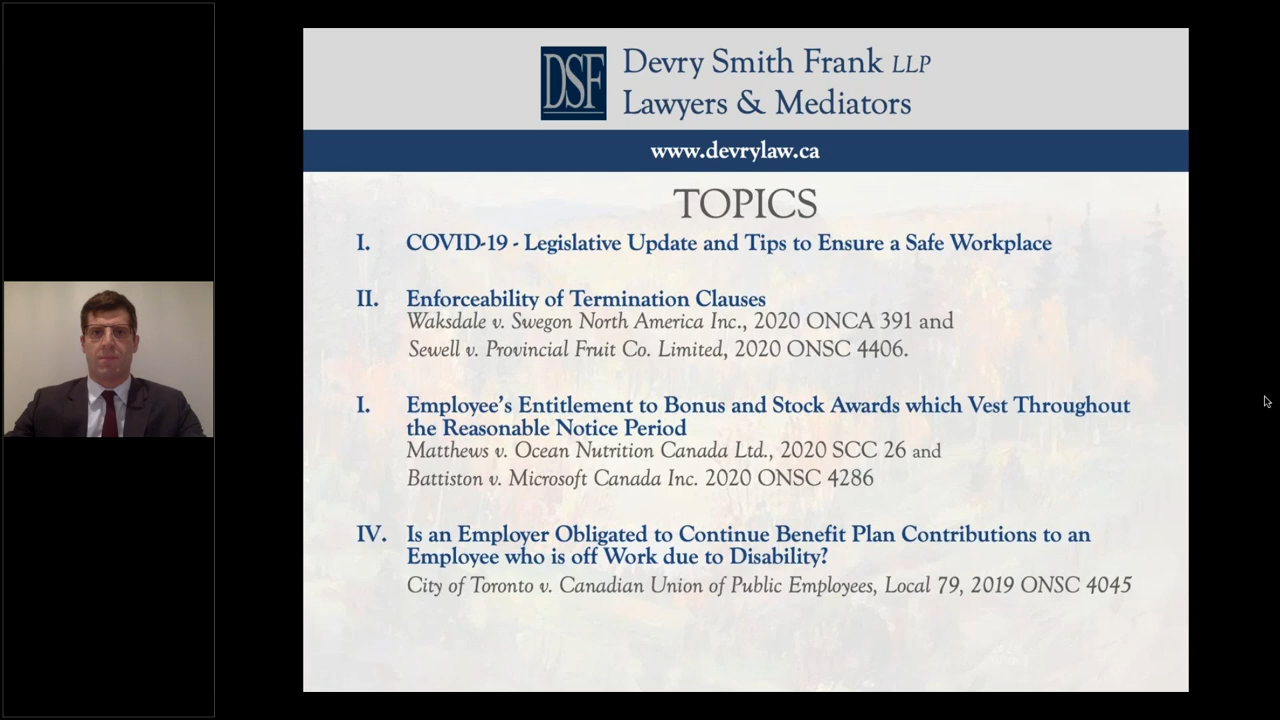 DSF
Devry Smith Frank LLP
Lawyers & Mediators
www.devrylaw.ca
TOPICS
I. COVID-19 - Legislative Update and Tips to Ensure a Safe Workplace
II. Enforceability of Termination Clauses
Waksdale v. Swegon North America Inc., 2020 ONCA 391 and
Sewell v. Provincial Fruit Co. Limited, 2020 ONSC 4406.
I. Employee's Entitlement to Bonus and Stock Awards which Vest Throughout
the Reasonable Notice Period
Matthews v. Ocean Nutrition Canada Ltd., 2020 SCC 26 and
Battiston v. Microsoft Canada Inc. 2020 ONSC 4286
IV. Is an Employer Obligated to Continue Benefit Plan Contributions to an
Employee who is off Work due to Disability?
City of Toronto v. Canadian Union of Public Employees, Local 79, 2019 ONSC 4045